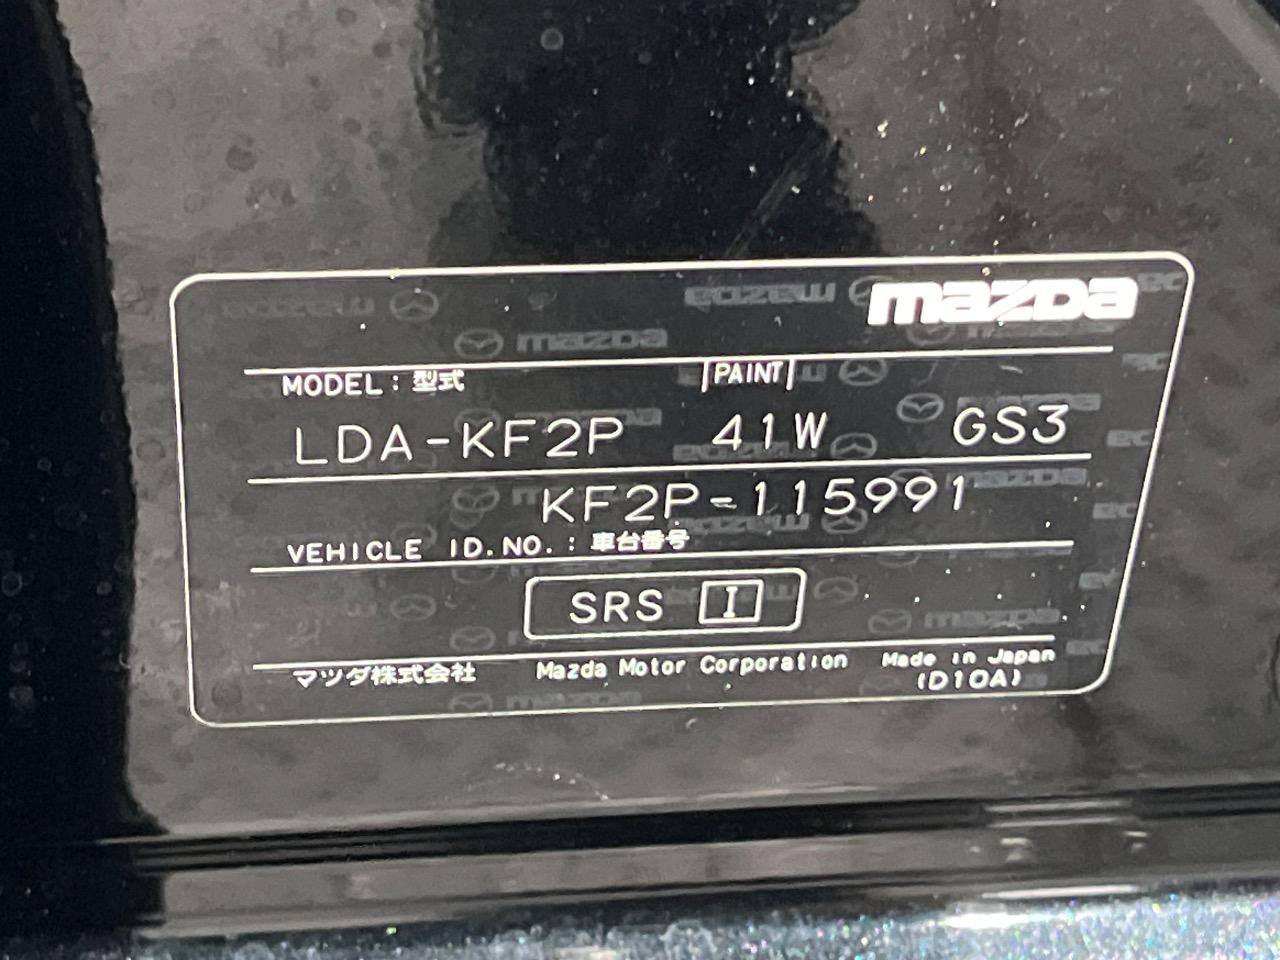 mazda
MODEL : 型式 PAINT
LDA-KF2P 41W GS3
KF2P-115991
VEHICLE ID.NO. : 車台番号
SRS I
マツダ株式会社 Mazda Motor Corporation Made in Japan
(D10A)